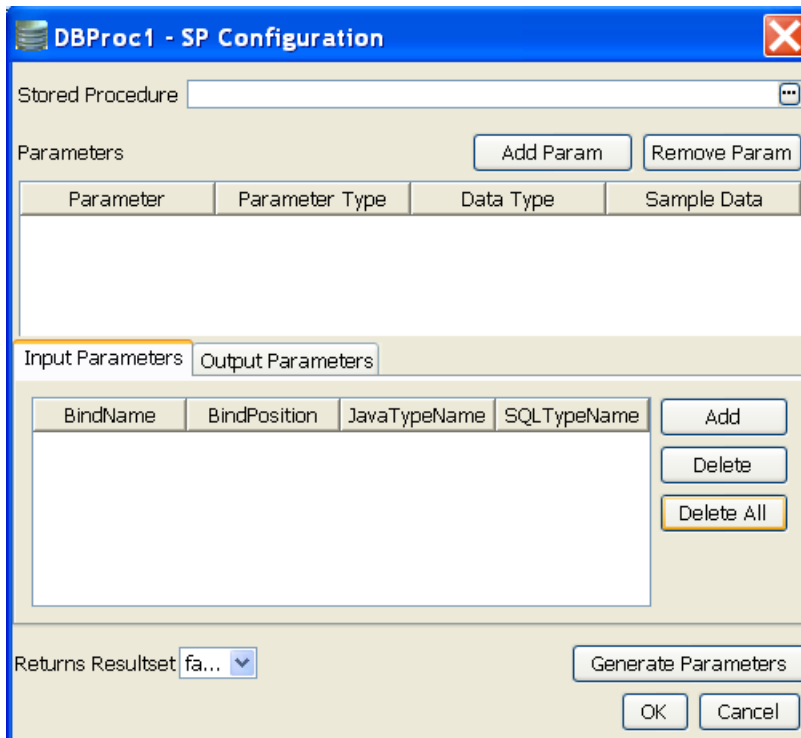 DBProc1 - SP Configuration
Stored Procedure
Parameters Add Param Remove Param
Parameter Parameter Type Data Type Sample Data
Input Parameters Output Parameters
BindName BindPosition JavaTypeName SQLTypeName Add
Delete
Delete All
Returns Resultset fa... Generate Parameters
OK Cancel